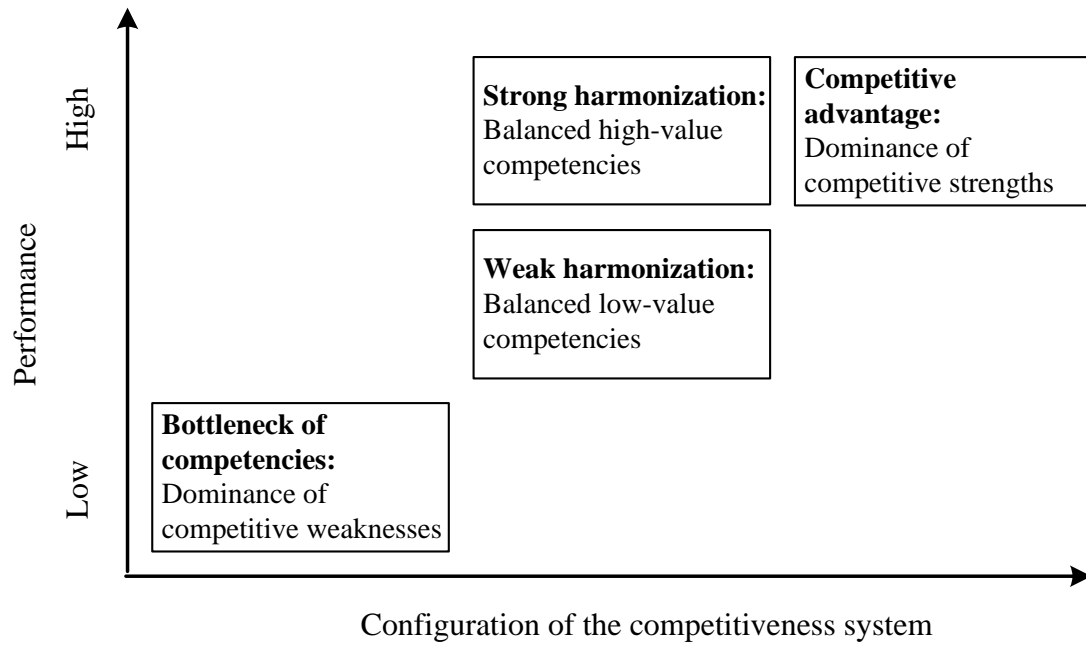 High
Performance
Low
Strong harmonization:
Balanced high-value
competencies
Competitive
advantage:
Dominance of
competitive strengths
Weak harmonization:
Balanced low-value
competencies
Bottleneck of
competencies:
Dominance of
competitive weaknesses
Configuration of the competitiveness system